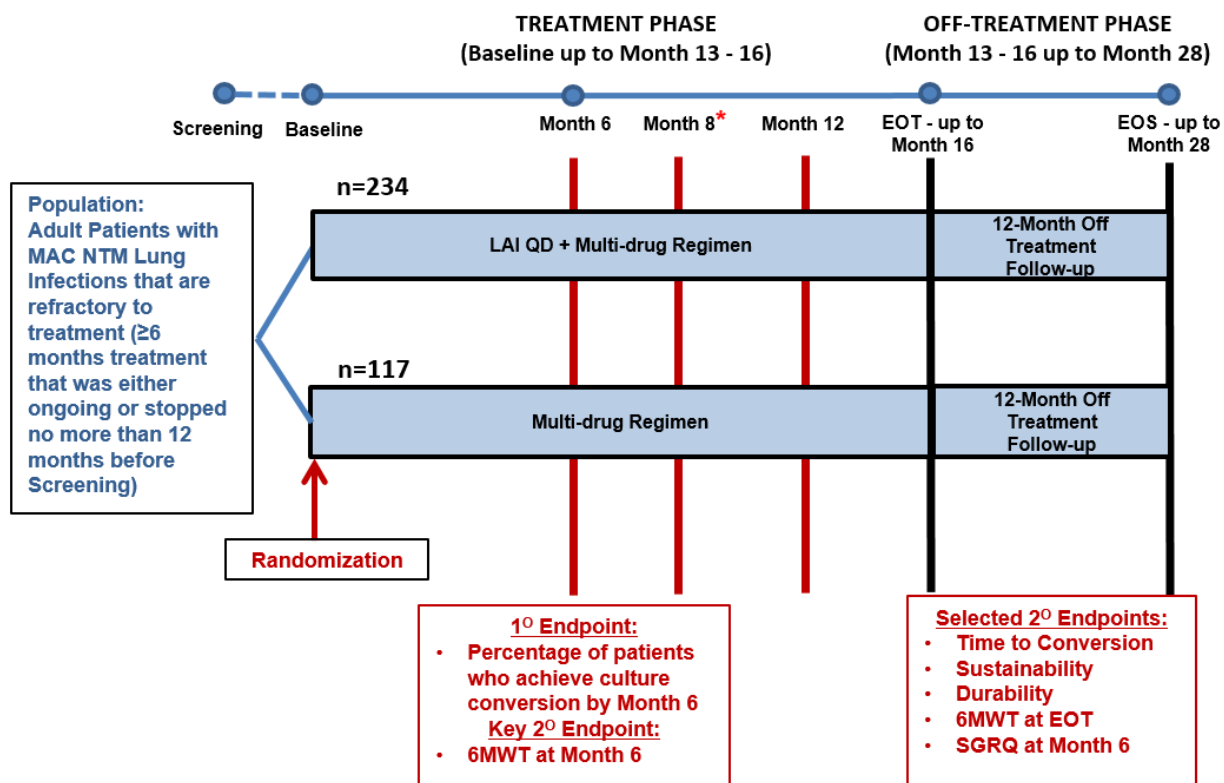 TREATMENT PHASE
(Baseline up to Month 13 - 16)
OFF-TREATMENT PHASE
(Month 13 - 16 up to Month 28)
Screening
Baseline
Month 6
Month 8*
Month 12
EOT - up to
Month 16
EOS - up to
Month 28
Population:
Adult Patients with
MAC NTM Lung
Infections that are
refractory to
treatment (≥6
months treatment
that was either
ongoing or stopped
no more than 12
months before
Screening)
n=234
LAI QD + Multi-drug Regimen
12-Month Off
Treatment
Follow-up
n=117
Multi-drug Regimen
12-Month Off
Treatment
Follow-up
Randomization
1° Endpoint:
• Percentage of patients
who achieve culture
conversion by Month 6
Key 2° Endpoint:
• 6MWT at Month 6
Selected 2° Endpoints:
• Time to Conversion
• Sustainability
• Durability
• 6MWT at EOT
• SGRQ at Month 6